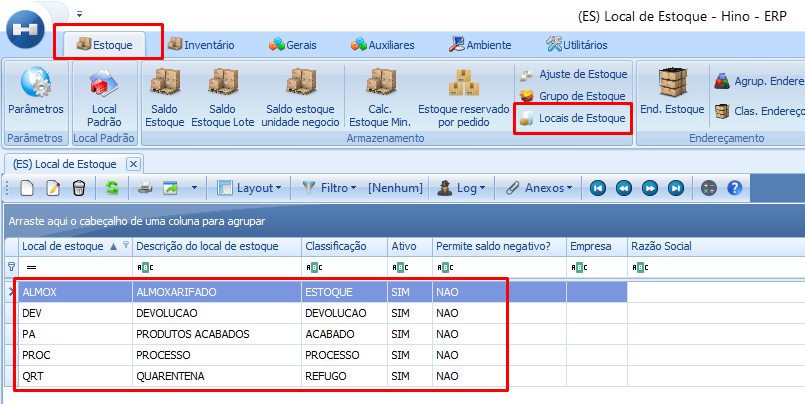 (ES) Local de Estoque - Hino - ERP
Estoque Inventário Gerais Auxiliares Ambiente Utilitários
Parâmetros
Local Padrão
Saldo Estoque
Saldo Estoque Lote
Saldo estoque unidade negocio
Calc. Estoque Min.
Estoque reservado por pedido
Ajuste de Estoque
Grupo de Estoque
Locais de Estoque
End. Estoque
Agrup. Endere
Clas. Endereço
Parâmetros Local Padrão Armazenamento Endereçamento
(ES) Local de Estoque
Layout Filtro [Nenhum] Log Anexos
Arraste aqui o cabeçalho de uma coluna para agrupar
Local de estoque Descrição do local de estoque Classificação Ativo Permite saldo negativo? Empresa Razão Social
= ABC ABC ABC ABC ABC ABC
ALMOX ALMOXARIFADO ESTOQUE SIM NAO
DEV DEVOLUCAO DEVOLUCAO SIM NAO
PA PRODUTOS ACABADOS ACABADO SIM NAO
PROC PROCESSO PROCESSO SIM NAO
QRT QUARENTENA REFUGO SIM NAO